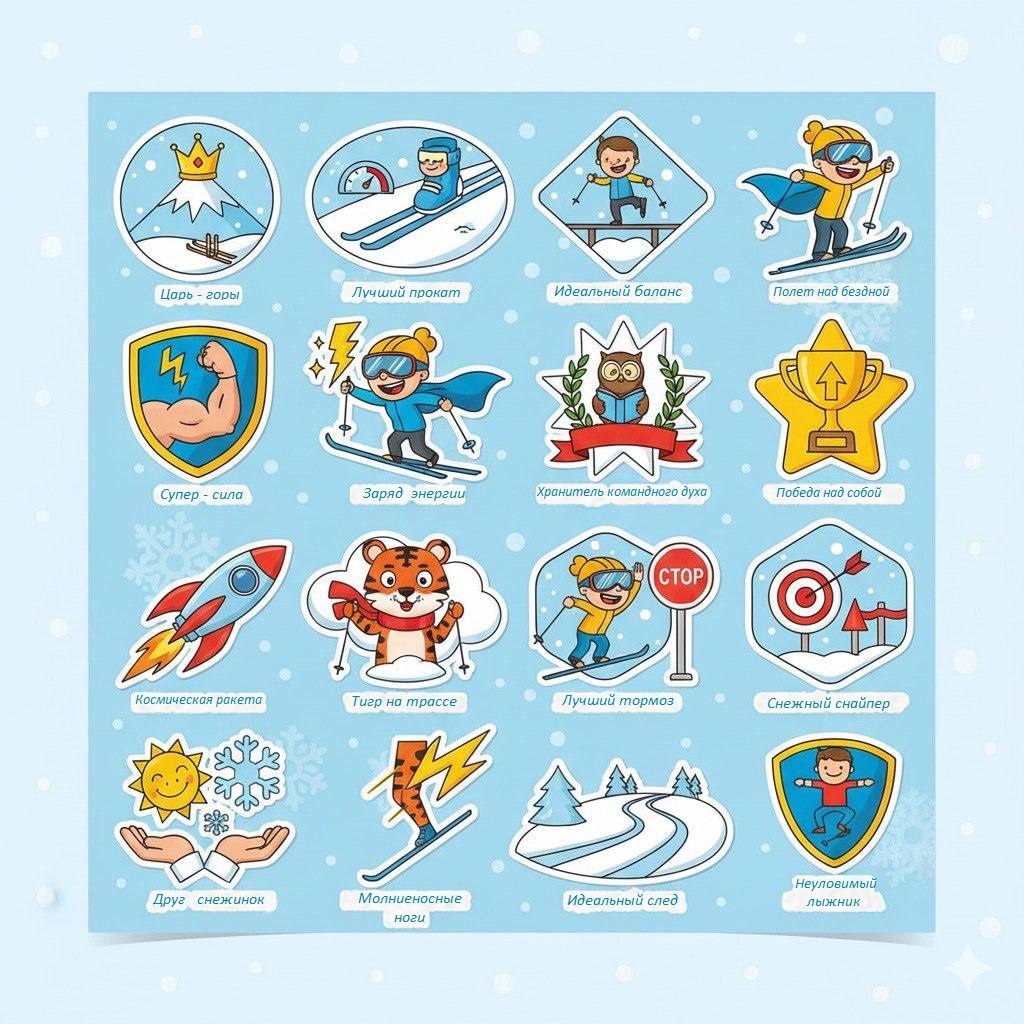 Царь - горы
Лучший прокат
Идеальный баланс
Полет над бездной
Супер - сила
Заряд энергии
Хранитель командного духа
Победа над собой
СТОП
Космическая ракета
Тигр на трассе
Лучший тормоз
Снежный снайпер
Друг снежинок
Молниеносные
ноги
Идеальный след
Неуловимый
лыжник